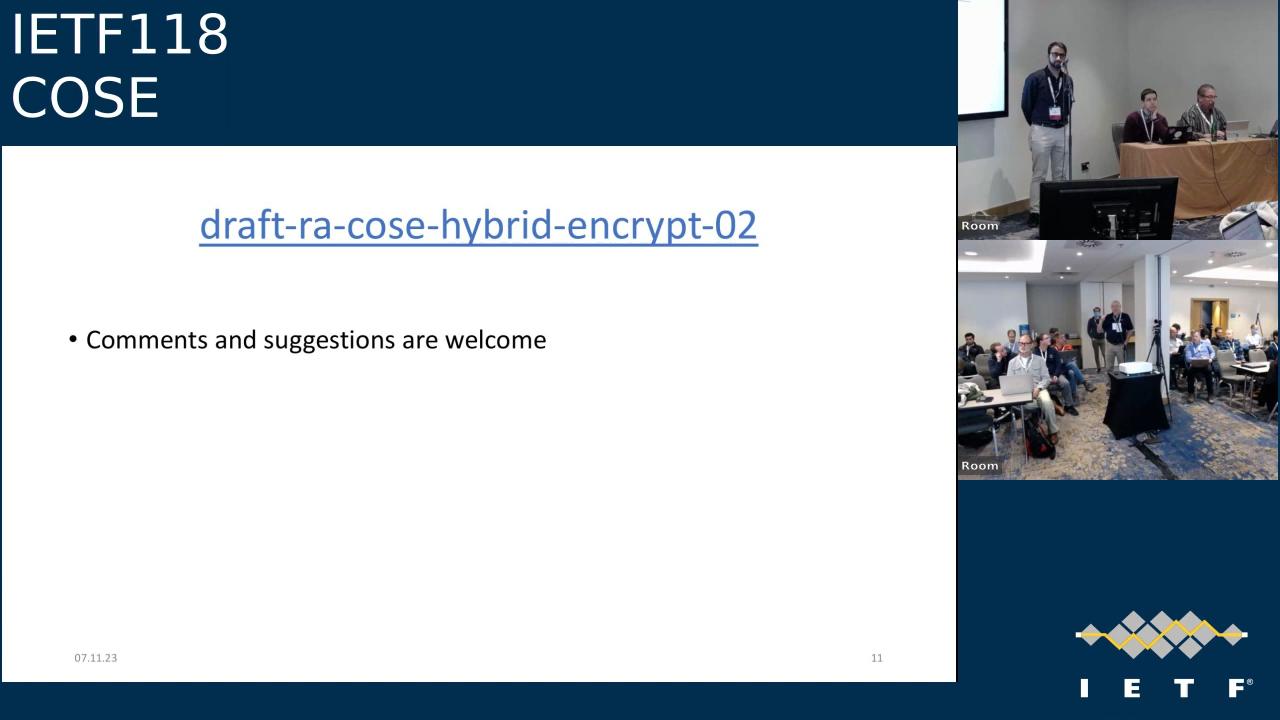 IETF118
COSE
draft-ra-cose-hybrid-encrypt-02
• Comments and suggestions are welcome
07.11.23
11
Room
Room
I E T F®